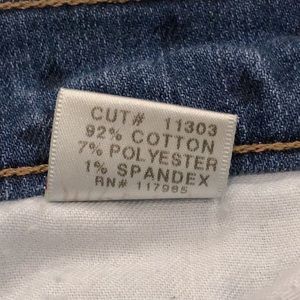 CUT# 11303
92% COTTON
7% POLYESTER
1% SPANDEX
RN# 117985